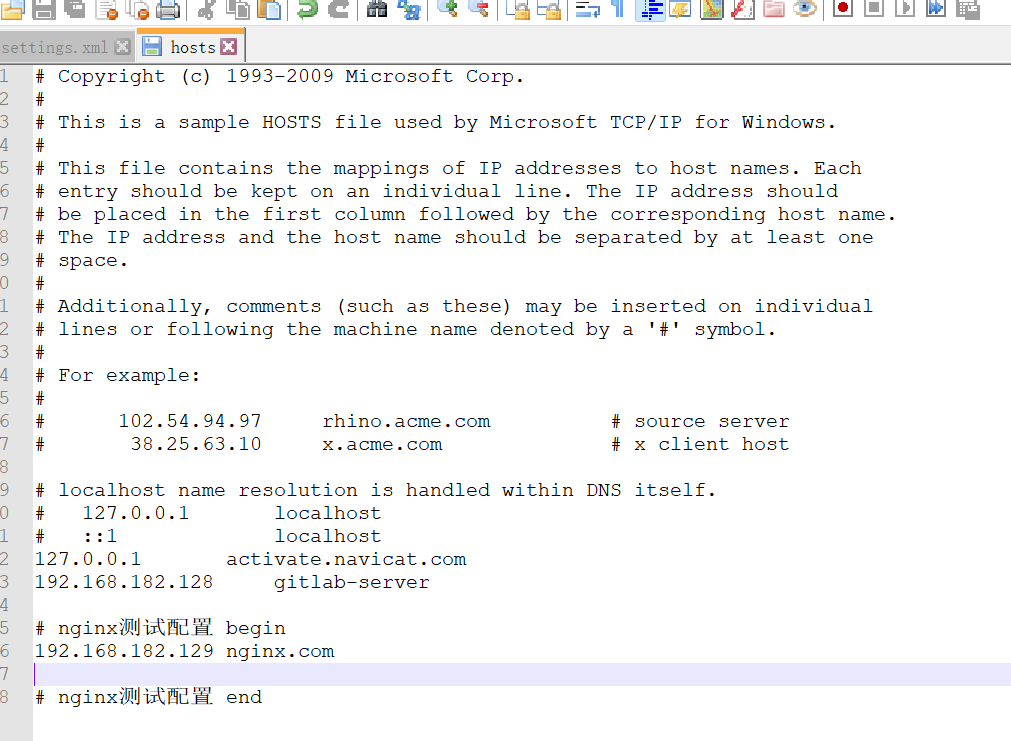 settings.xml hosts
1 # Copyright (c) 1993-2009 Microsoft Corp.
2 #
3 # This is a sample HOSTS file used by Microsoft TCP/IP for Windows.
4 #
5 # This file contains the mappings of IP addresses to host names. Each
6 # entry should be kept on an individual line. The IP address should
7 # be placed in the first column followed by the corresponding host name.
8 # The IP address and the host name should be separated by at least one
9 # space.
0 #
1 # Additionally, comments (such as these) may be inserted on individual
2 # lines or following the machine name denoted by a '#' symbol.
3 #
4 # For example:
5 #
6 #      102.54.94.97     rhino.acme.com          # source server
7 #       38.25.63.10     x.acme.com              # x client host
8
9 # localhost name resolution is handled within DNS itself.
0 #   127.0.0.1       localhost
1 #   ::1             localhost
2 127.0.0.1       activate.navicat.com
3 192.168.182.128     gitlab-server
4
5 # nginx测试配置 begin
6 192.168.182.129 nginx.com
7
8 # nginx测试配置 end